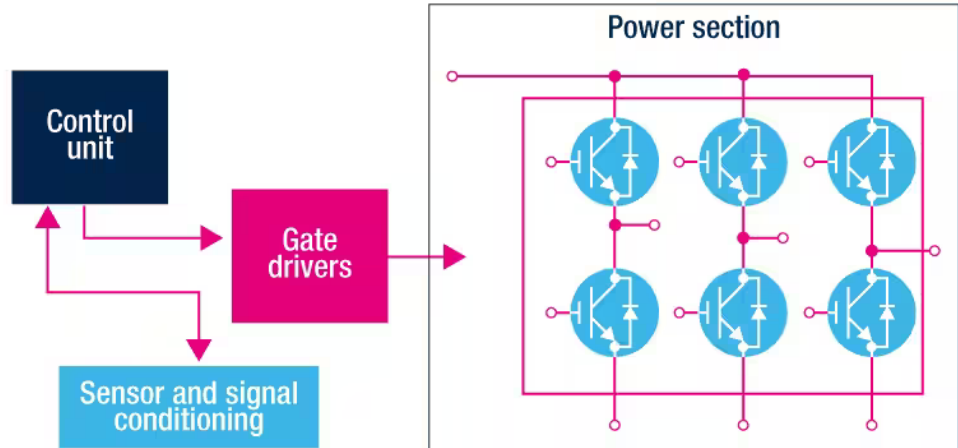 Power section
Control
unit
Gate
drivers
Sensor and signal
conditioning